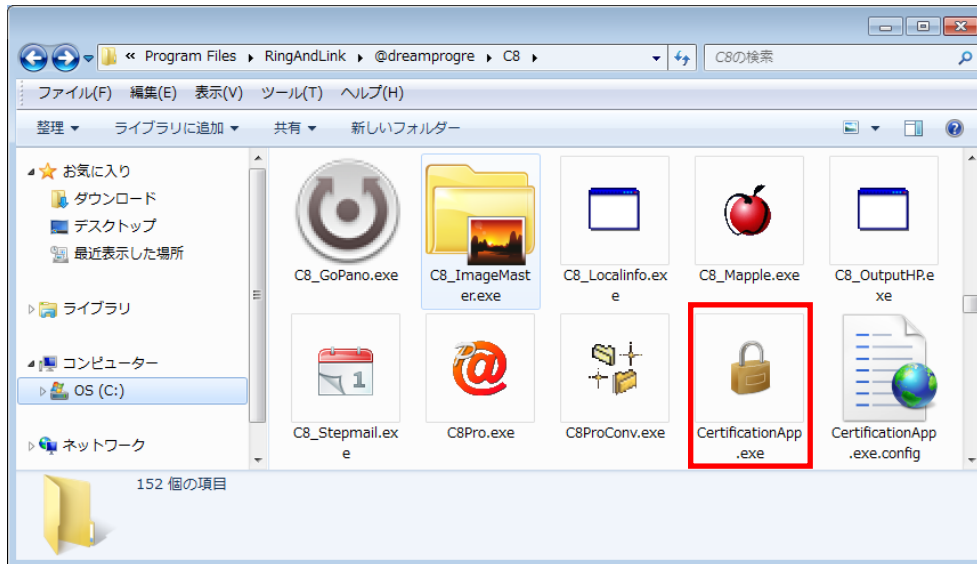 « Program Files ▸ RingAndLink ▸ @dreamprogre ▸ C8 ▸
C8の検索
ファイル(F) 編集(E) 表示(V) ツール(T) ヘルプ(H)
整理 ライブラリに追加 共有 新しいフォルダー
お気に入り
ダウンロード
デスクトップ
最近表示した場所
ライブラリ
コンピューター
OS (C:)
ネットワーク
C8_GoPano.exe
C8_ImageMast
er.exe
C8_Localinfo.ex
e
C8_Mapple.exe
C8_OutputHP.e
xe
1
C8_Stepmail.ex
e
C8Pro.exe
C8ProConv.exe
CertificationApp
.exe
CertificationApp
.exe.config
152 個の項目